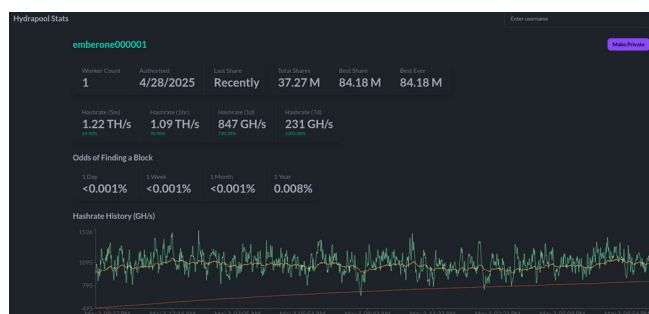 Hydrapool Stats
Enter username
emberone000001
Make Private
Worker Count Authorised Last Share Total Shares Best Share Best Ever
1 4/28/2025 Recently 37.27 M 84.18 M 84.18 M
Hashrate (5m) Hashrate (1hr) Hashrate (1d) Hashrate (7d)
1.22 TH/s 1.09 TH/s 847 GH/s 231 GH/s
Odds of Finding a Block
1 Day 1 Week 1 Month 1 Year
<0.001% <0.001% <0.001% 0.008%
Hashrate History (GH/s)
1526
1095
795
495